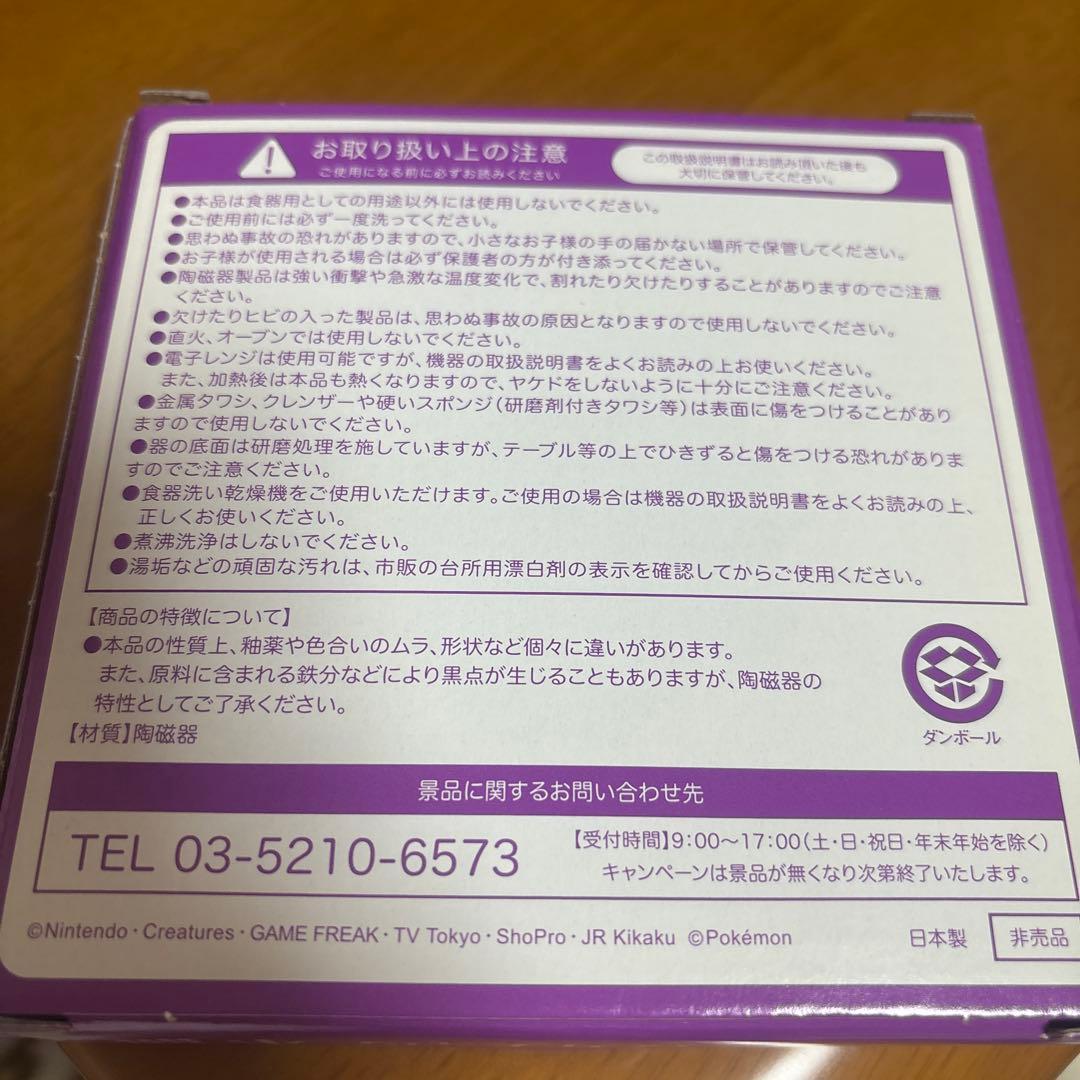 お取り扱い上の注意
ご使用になる前に必ずお読みください
この取扱説明書はお読み頂いた後も
大切に保管してください。
●本品は食器用としての用途以外には使用しないでください。
●ご使用前には必ず一度洗ってください。
●思わぬ事故の恐れがありますので、小さなお子様の手の届かない場所で保管してください。
●お子様が使用される場合は必ず保護者の方が付き添ってください。
●陶磁器製品は強い衝撃や急激な温度変化で、割れたり欠けたりすることがありますのでご注意
ください。
●欠けたりヒビの入った製品は、思わぬ事故の原因となりますので使用しないでください。
●直火、オーブンでは使用しないでください。
●電子レンジは使用可能ですが、機器の取扱説明書をよくお読みの上お使いください。
また、加熱後は本品も熱くなりますので、ヤケドをしないように十分にご注意ください。
●金属タワシ、クレンザーや硬いスポンジ(研磨剤付きタワシ等)は表面に傷をつけることがあり
ますので使用しないでください。
●器の底面は研磨処理を施していますが、テーブル等の上でひきずると傷をつける恐れがありま
すのでご注意ください。
●食器洗い乾燥機をご使用いただけます。ご使用の場合は機器の取扱説明書をよくお読みの上、
正しくお使いください。
●煮沸洗浄はしないでください。
●湯垢などの頑固な汚れは、市販の台所用漂白剤の表示を確認してからご使用ください。
【商品の特徴について】
●本品の性質上、釉薬や色合いのムラ、形状など個々に違いがあります。
また、原料に含まれる鉄分などにより黒点が生じることもありますが、陶磁器の
特性としてご了承ください。
【材質】陶磁器
ダンボール
景品に関するお問い合わせ先
TEL 03-5210-6573
【受付時間】9:00〜17:00(土・日・祝日・年末年始を除く)
キャンペーンは景品が無くなり次第終了いたします。
©Nintendo・Creatures・GAME FREAK・TV Tokyo・ShoPro・JR Kikaku ©Pokémon
日本製
非売品